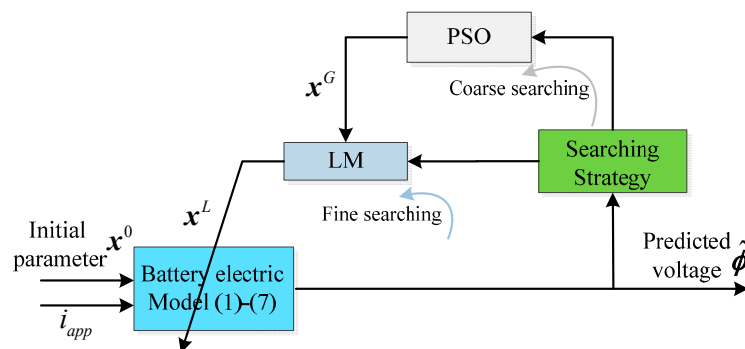 PSO
x^G
Coarse searching
LM
Searching
Strategy
x^L
Fine searching
Initial
parameter x^0
Battery electric
Model (1)-(7)
i_app
Predicted
voltage ϕ̂